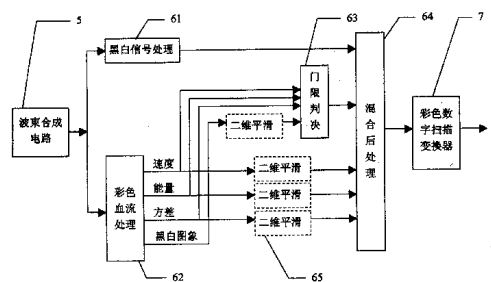 5
61
63
64
7
黑白信号处理
门
限
判
决
混
合
后
处
理
彩色数
字扫描
变换器
波束合成
电路
二维平滑
彩色
血流
处理
速度
能量
方差
黑白图象
二维平滑
二维平滑
二维平滑
62
65